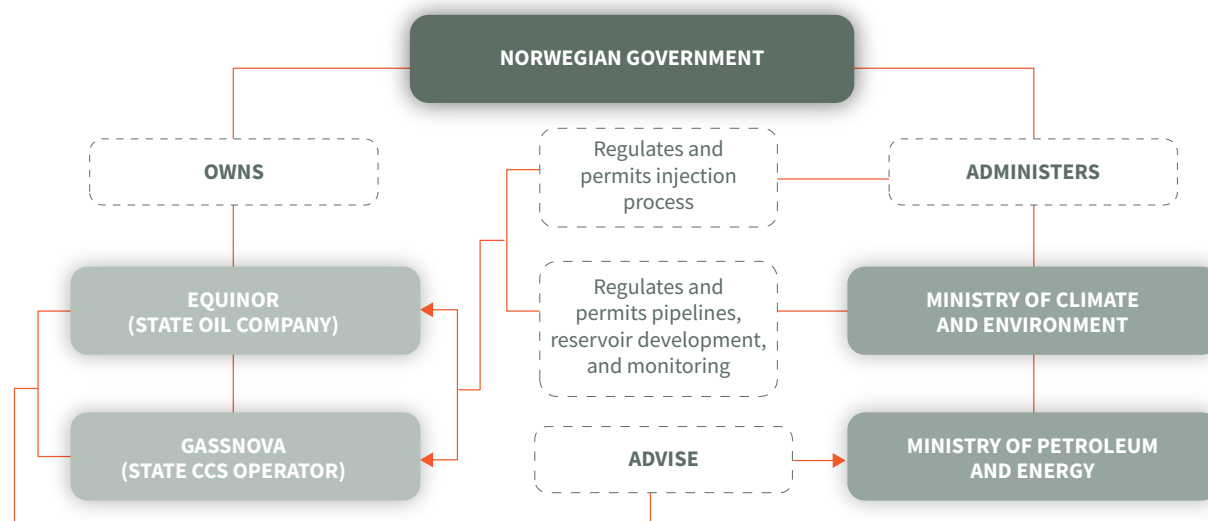 NORWEGIAN GOVERNMENT
OWNS
Regulates and
permits injection
process
ADMINISTERS
EQUINOR
(STATE OIL COMPANY)
Regulates and
permits pipelines,
reservoir development,
and monitoring
MINISTRY OF CLIMATE
AND ENVIRONMENT
GASSNOVA
(STATE CCS OPERATOR)
ADVISE
MINISTRY OF PETROLEUM
AND ENERGY